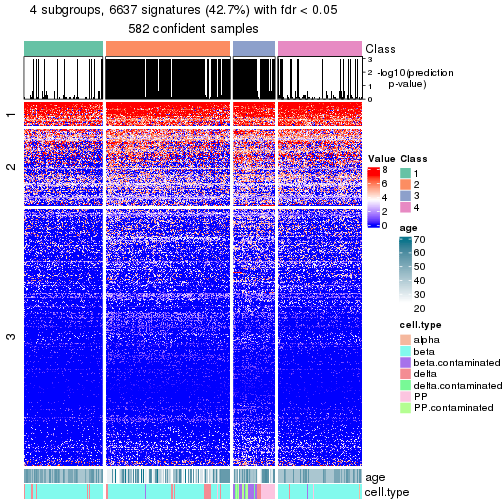 4 subgroups, 6637 signatures (42.7%) with fdr < 0.05
582 confident samples
Class
3
2
1
0
-log10(prediction
p-value)
1
2
3
Value
8
6
4
2
0
Class
1
2
3
4
age
70
60
50
40
30
20
cell.type
alpha
beta
beta.contaminated
delta
delta.contaminated
PP
PP.contaminated
age
cell.type